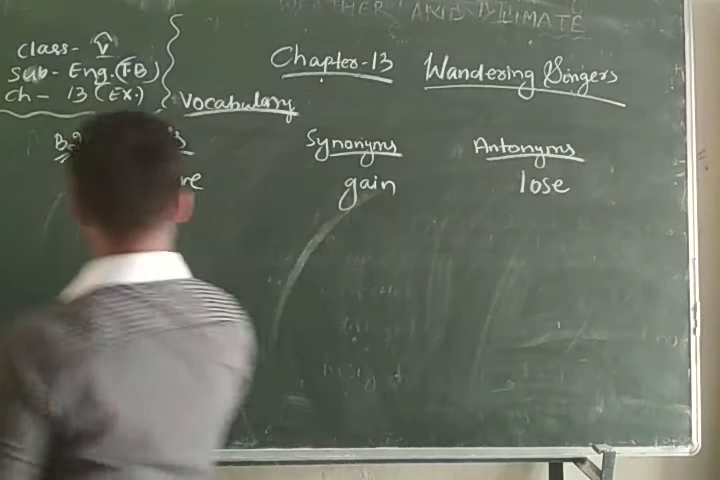 WEATHER AND CLIMATE
Class- V
Sub- Eng.(FB)
Ch- 13 (EX.)
Chapter-13 Wandering Singers
Vocabulary
Synonyms Antonyms
gain lose